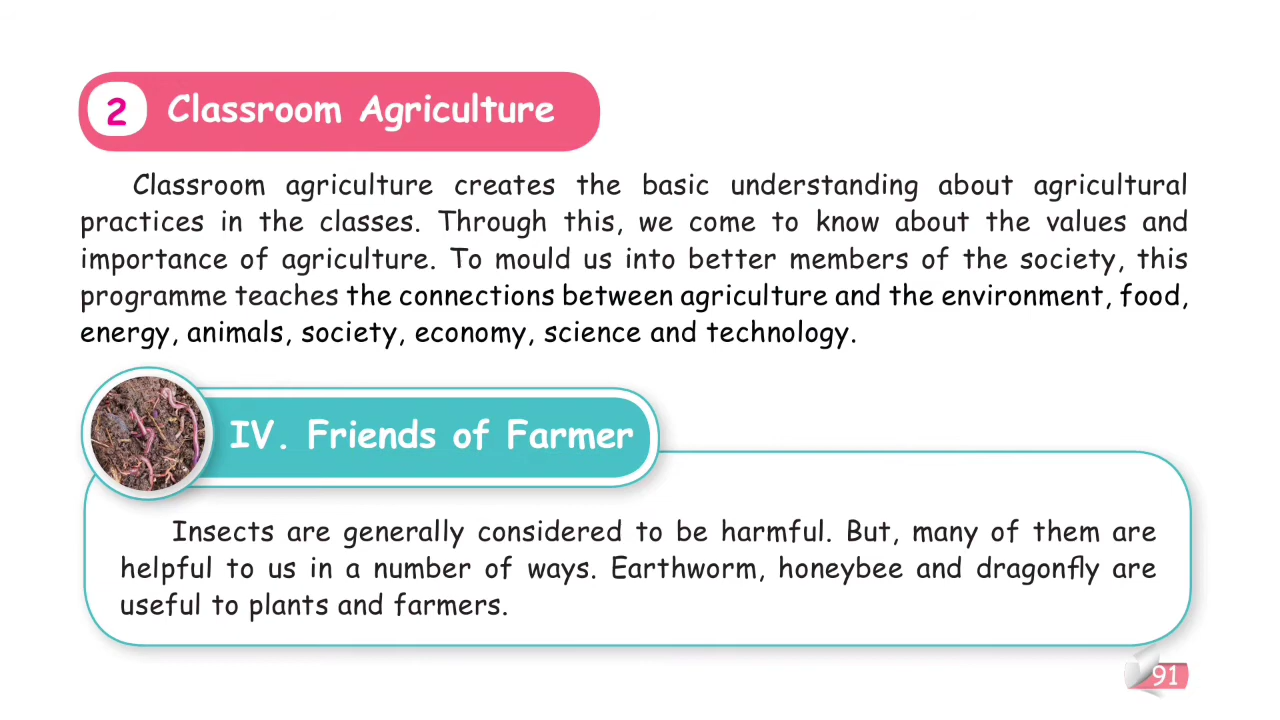 2 Classroom Agriculture
Classroom agriculture creates the basic understanding about agricultural
practices in the classes. Through this, we come to know about the values and
importance of agriculture. To mould us into better members of the society, this
programme teaches the connections between agriculture and the environment, food,
energy, animals, society, economy, science and technology.
IV. Friends of Farmer
Insects are generally considered to be harmful. But, many of them are
helpful to us in a number of ways. Earthworm, honeybee and dragonfly are
useful to plants and farmers.
91